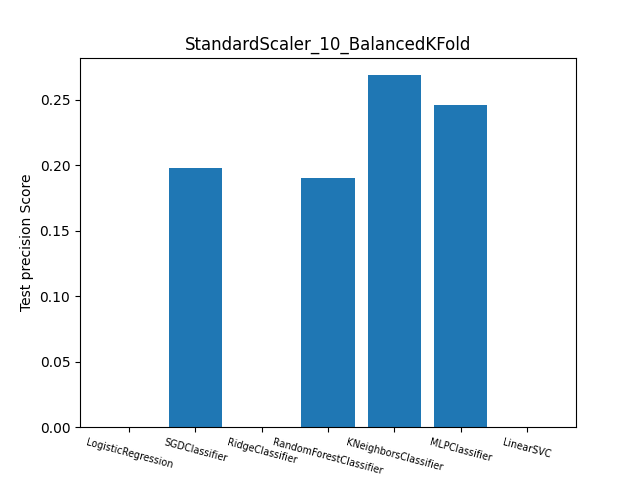 StandardScaler_10_BalancedKFold
Test precision Score
0.25
0.20
0.15
0.10
0.05
0.00
LogisticRegression
SGDClassifier
RidgeClassifier
RandomForestClassifier
KNeighborsClassifier
MLPClassifier
LinearSVC